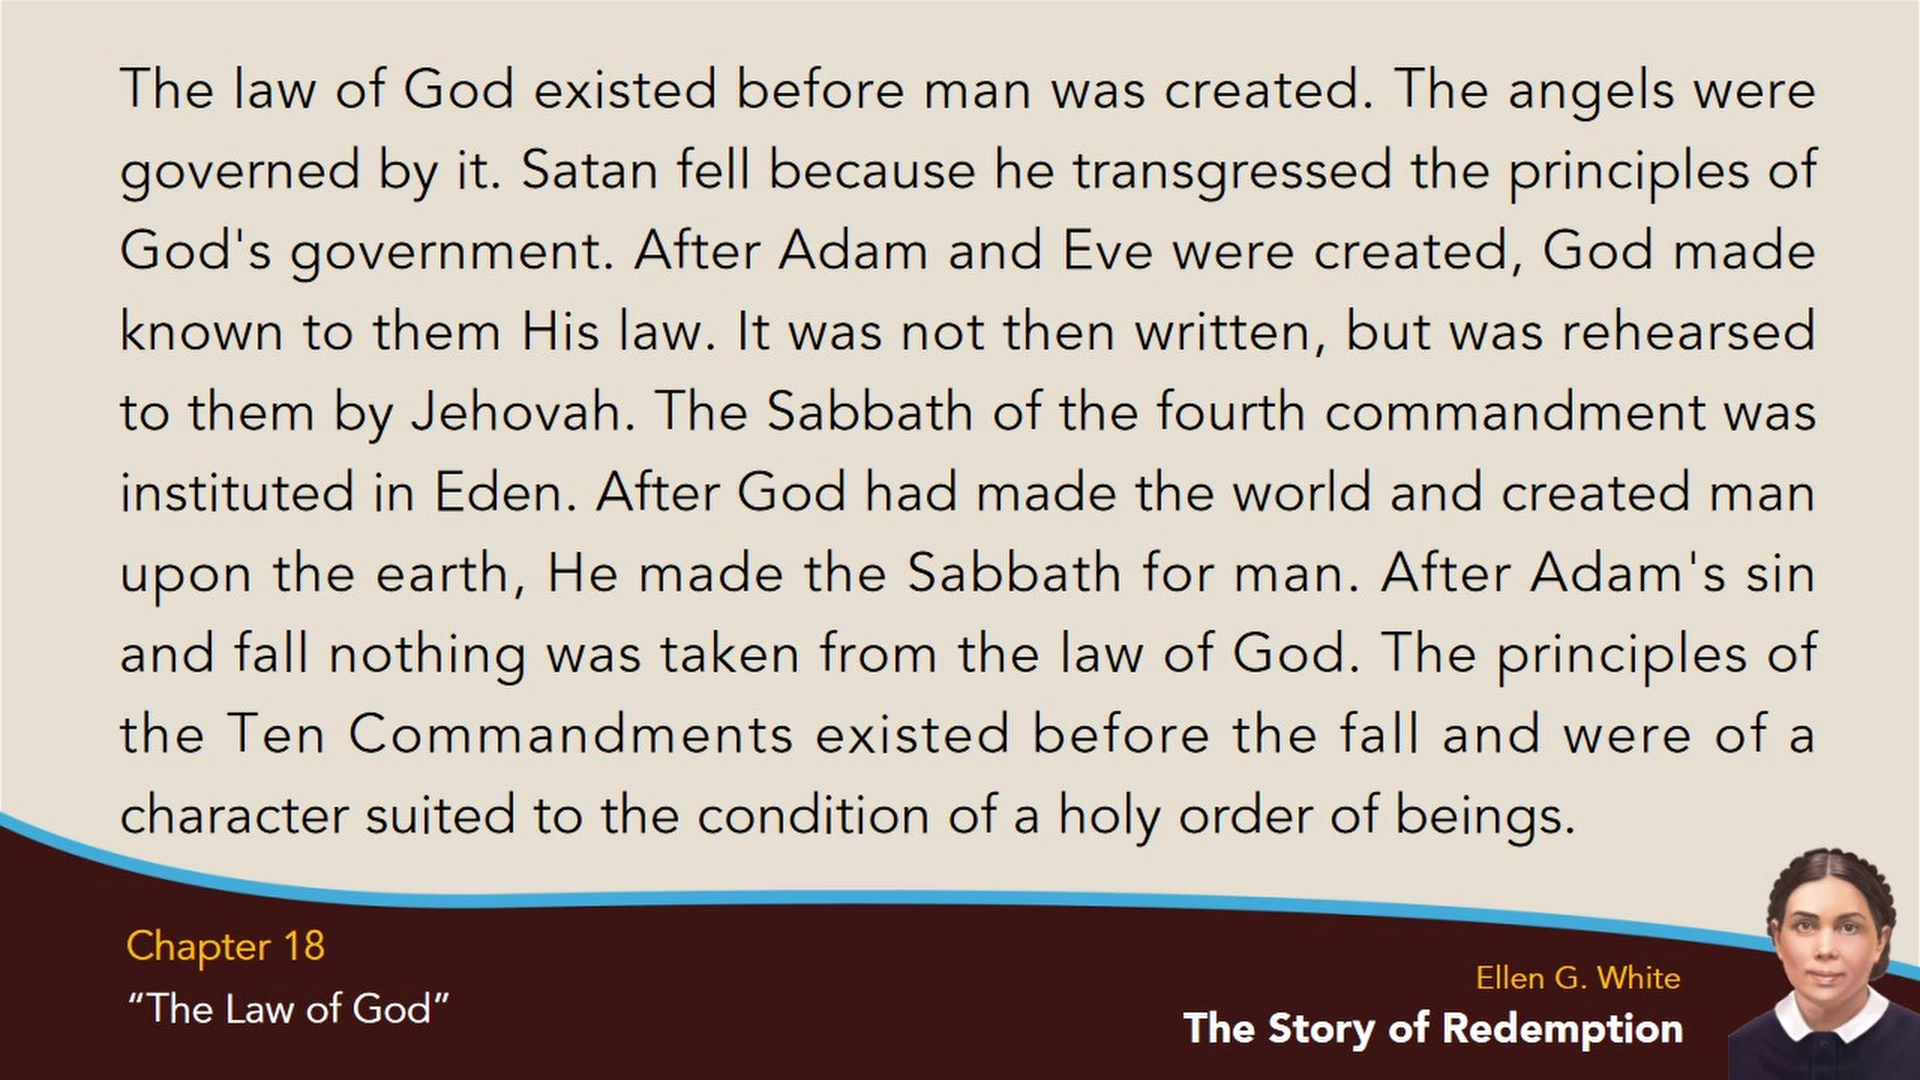 The law of God existed before man was created. The angels were
governed by it. Satan fell because he transgressed the principles of
God's government. After Adam and Eve were created, God made
known to them His law. It was not then written, but was rehearsed
to them by Jehovah. The Sabbath of the fourth commandment was
instituted in Eden. After God had made the world and created man
upon the earth, He made the Sabbath for man. After Adam's sin
and fall nothing was taken from the law of God. The principles of
the Ten Commandments existed before the fall and were of a
character suited to the condition of a holy order of beings.
Chapter 18
“The Law of God”
Ellen G. White
The Story of Redemption